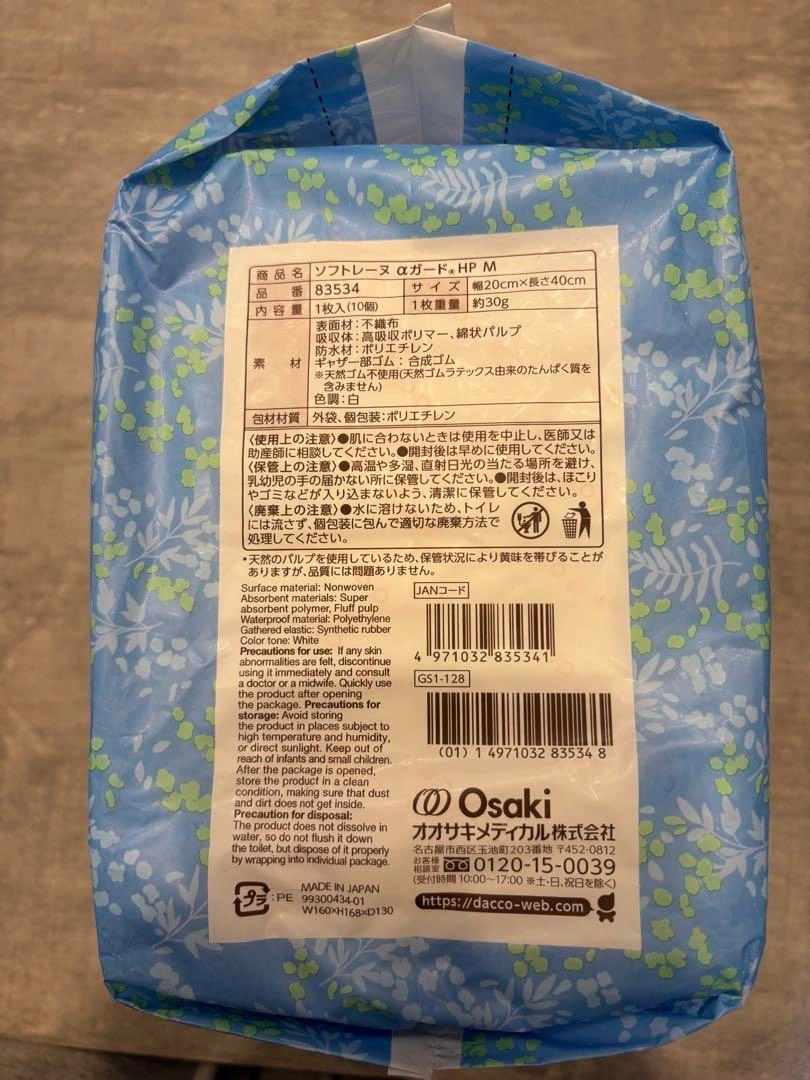 商品名 ソフトレーヌ αガード®HP M
品番 83534 サイズ 幅20cm×長さ40cm
内容量 1枚入(10個) 1枚重量 約30g
素材
表面材:不織布
吸収体:高吸収ポリマー、綿状パルプ
防水材:ポリエチレン
ギャザー部ゴム:合成ゴム
※天然ゴム不使用(天然ゴムラテックス由来のたんぱく質を
含みません)
色調:白
包材材質 外袋、個包装:ポリエチレン
〈使用上の注意〉●肌に合わないときは使用を中止し、医師又は
助産師に相談してください。●開封後は早めに使用してください。
〈保管上の注意〉●高温や多湿、直射日光の当たる場所を避け、
乳幼児の手の届かない所に保管してください。●開封後は、ほこり
やゴミなどが入り込まないよう、清潔に保管してください。
〈廃棄上の注意〉●水に溶けないため、トイレ
には流さず、個包装に包んで適切な廃棄方法で
処理してください。
・天然のパルプを使用しているため、保管状況により黄味を帯びることが
ありますが、品質には問題ありません。
Surface material: Nonwoven
Absorbent materials: Super
absorbent polymer, Fluff pulp
Waterproof material: Polyethylene
Gathered elastic: Synthetic rubber
Color tone: White
Precautions for use: If any skin
abnormalities are felt, discontinue
using it immediately and consult
a doctor or a midwife. Quickly use
the product after opening
the package. Precautions for
storage: Avoid storing
the product in places subject to
high temperature and humidity,
or direct sunlight. Keep out of
reach of infants and small children.
After the package is opened,
store the product in a clean
condition, making sure that dust
and dirt does not get inside.
Precaution for disposal:
The product does not dissolve in
water, so do not flush it down
the toilet, but dispose of it properly
by wrapping into individual package.
プラ :PE
MADE IN JAPAN
99300434-01
W160×H168×D130
JANコード
4 971032 835341
GS1-128
(01) 1 4971032 83534 8
Osaki
オオサキメディカル株式会社
名古屋市西区玉池町203番地 〒452-0812
お客様
相談室 0120-15-0039
(受付時間 10:00〜17:00 ※土・日、祝日を除く)
https://dacco-web.com